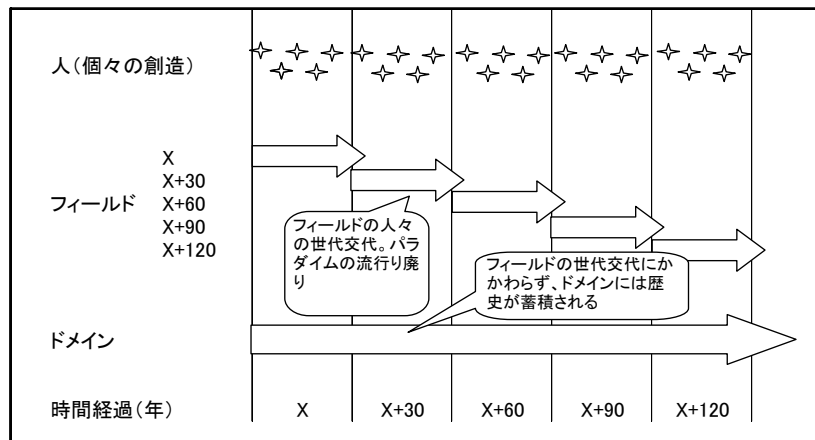 人(個々の創造)
フィールド
X
X+30
X+60
X+90
X+120
フィールドの人々
の世代交代。パラ
ダイムの流行り廃
り
フィールドの世代交代にか
かわらず、ドメインには歴
史が蓄積される
ドメイン
時間経過(年) X X+30 X+60 X+90 X+120